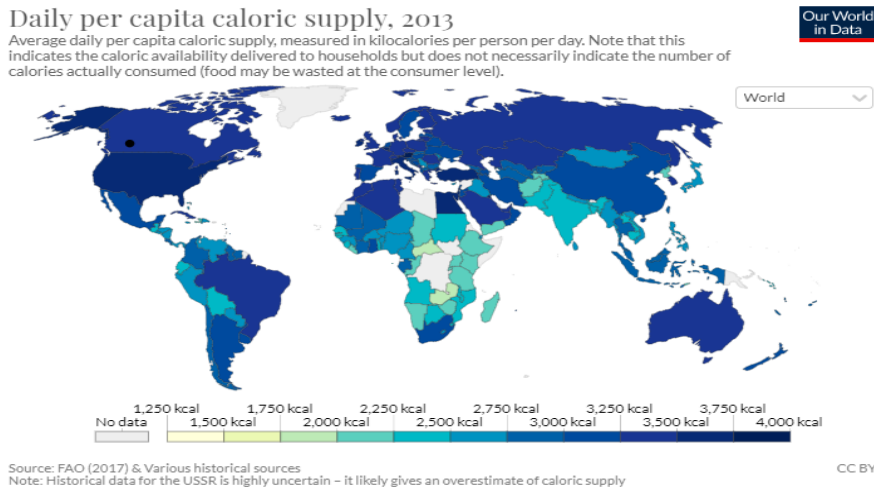 Daily per capita caloric supply, 2013
Our World
in Data
Average daily per capita caloric supply, measured in kilocalories per person per day. Note that this
indicates the caloric availability delivered to households but does not necessarily indicate the number of
calories actually consumed (food may be wasted at the consumer level).
World
1,250 kcal 1,750 kcal 2,250 kcal 2,750 kcal 3,250 kcal 3,750 kcal
No data 1,500 kcal 2,000 kcal 2,500 kcal 3,000 kcal 3,500 kcal 4,000 kcal
Source: FAO (2017) & Various historical sources CC BY
Note: Historical data for the USSR is highly uncertain – it likely gives an overestimate of caloric supply